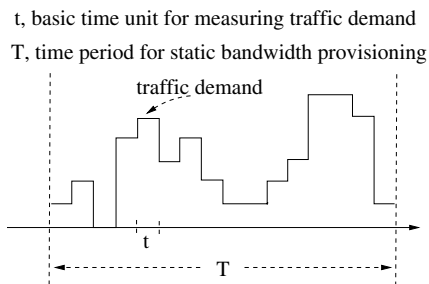 t, basic time unit for measuring traffic demand
T, time period for static bandwidth provisioning
traffic demand
t
T